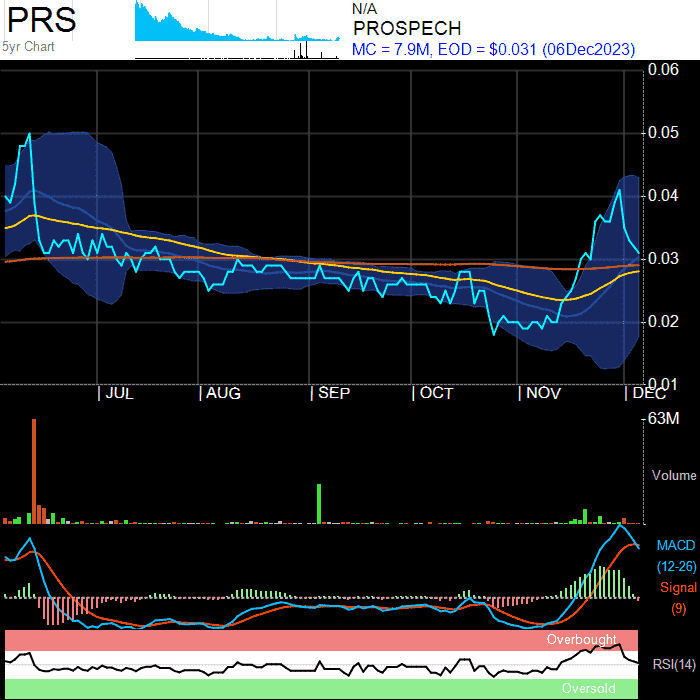 PRS
5yr Chart
N/A
PROSPECH
MC = 7.9M, EOD = $0.031 (06Dec2023)
0.06
0.05
0.04
0.03
0.02
0.01
| JUL | AUG | SEP | OCT | NOV | DEC
63M
Volume
MACD
(12-26)
Signal
(9)
Overbought
RSI(14)
Oversold